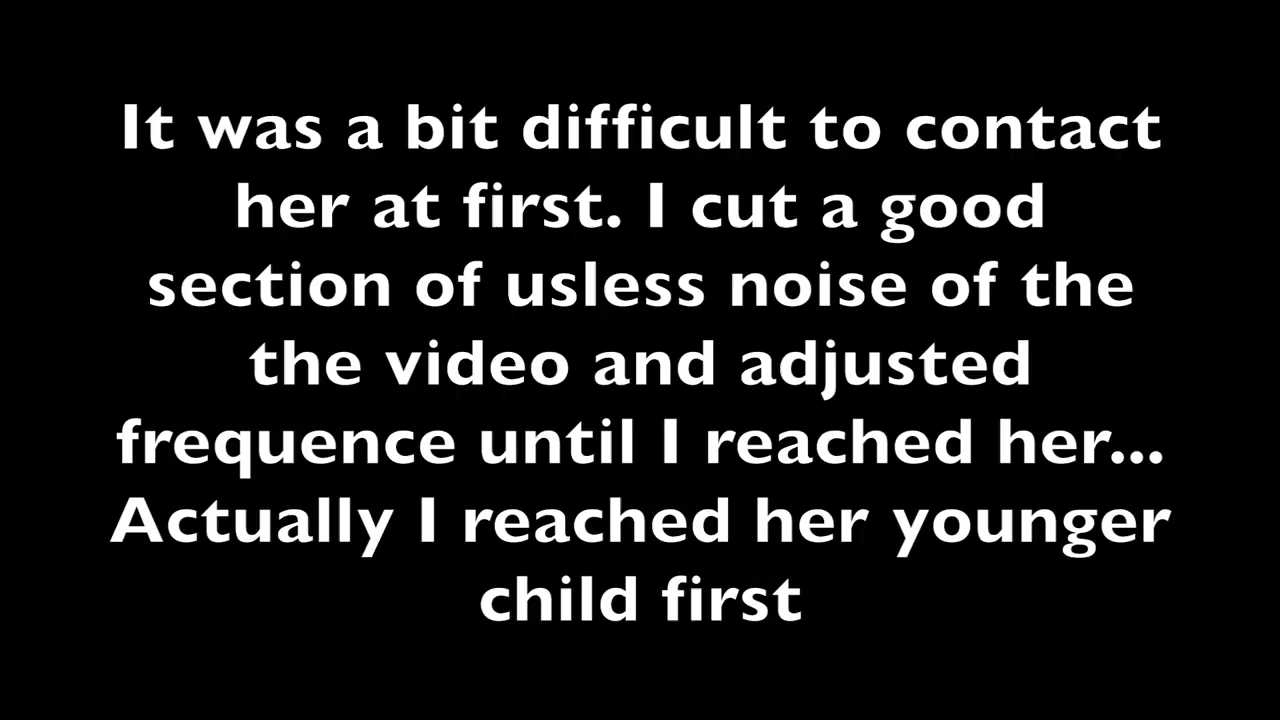 It was a bit difficult to contact
her at first. I cut a good
section of usless noise of the
the video and adjusted
frequence until I reached her...
Actually I reached her younger
child first